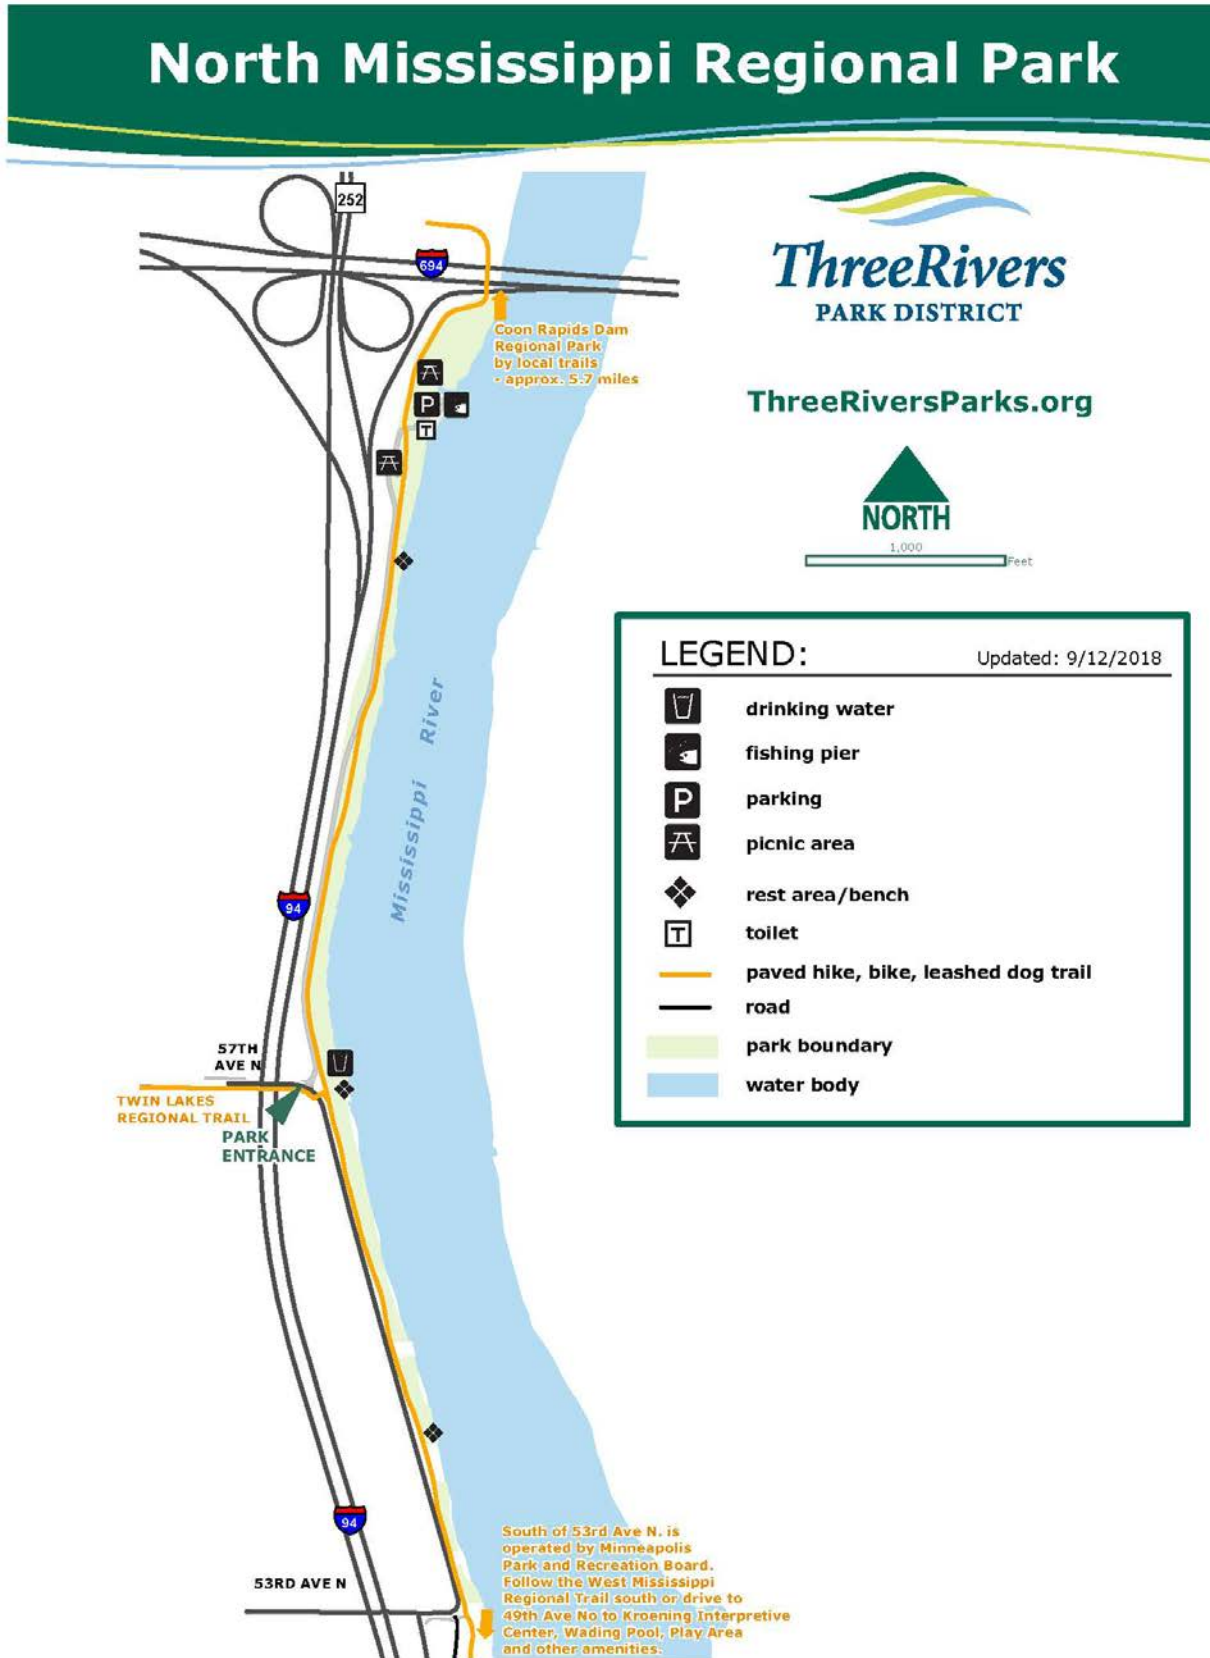 North Mississippi Regional Park
252
694
ThreeRivers
PARK DISTRICT
Coon Rapids Dam
Regional Park
by local trails
- approx. 5.7 miles
ThreeRiversParks.org
P
T
NORTH
1,000
Feet
LEGEND:
Updated: 9/12/2018
drinking water
fishing pier
P
parking
picnic area
rest area/bench
T
toilet
paved hike, bike, leashed dog trail
road
park boundary
water body
Mississippi River
94
57TH
AVE N
TWIN LAKES
REGIONAL TRAIL
PARK
ENTRANCE
94
53RD AVE N
South of 53rd Ave N. is
operated by Minneapolis
Park and Recreation Board.
Follow the West Mississippi
Regional Trail south or drive to
49th Ave No to Kroening Interpretive
Center, Wading Pool, Play Area
and other amenities.